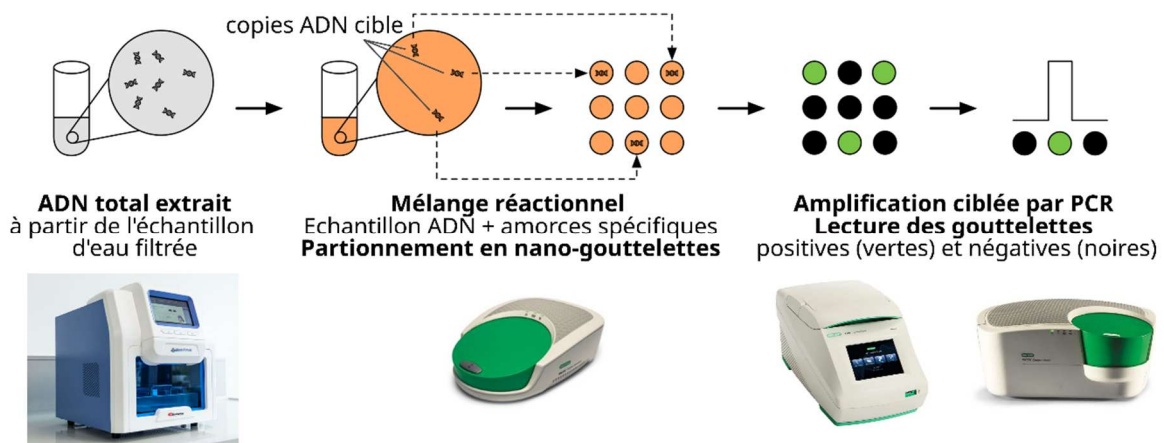 copies ADN cible
ADN total extrait
à partir de l'échantillon
d'eau filtrée
Mélange réactionnel
Echantillon ADN + amorces spécifiques
Partionnement en nano-gouttelettes
Amplification ciblée par PCR
Lecture des gouttelettes
positives (vertes) et négatives (noires)